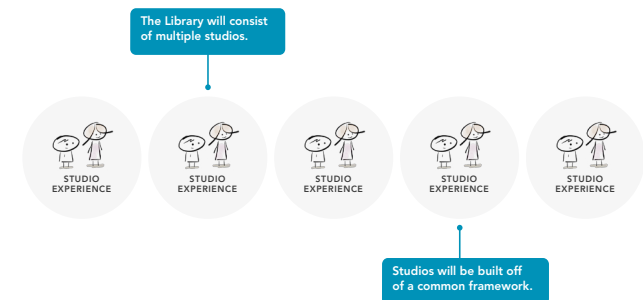 The Library will consist
of multiple studios.
STUDIO
EXPERIENCE
STUDIO
EXPERIENCE
STUDIO
EXPERIENCE
STUDIO
EXPERIENCE
STUDIO
EXPERIENCE
Studios will be built off
of a common framework.